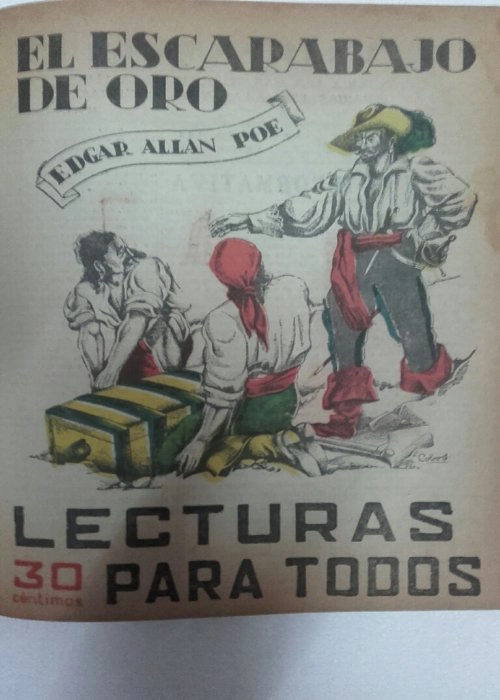 EL ESCARABAJO
DE ORO
EDGAR ALLAN POE
LECTURAS
30
céntimos
PARA TODOS